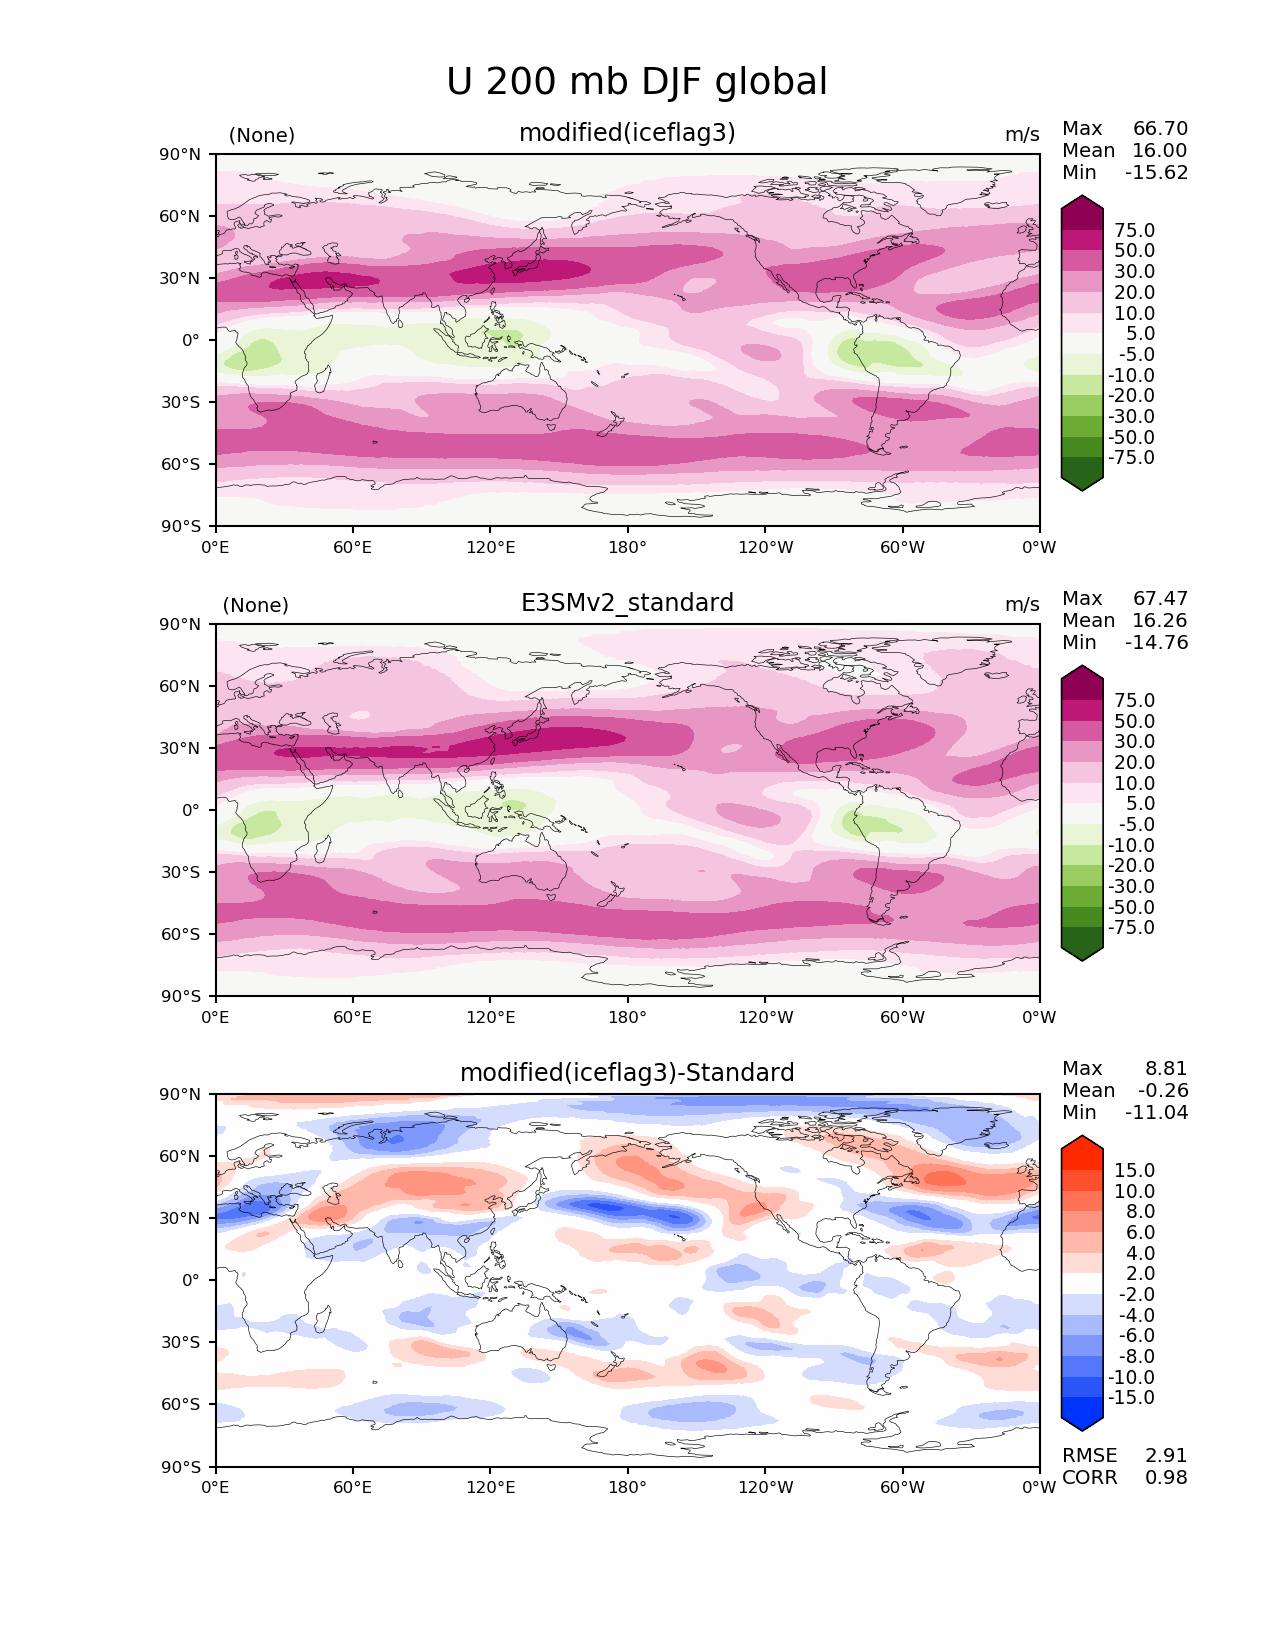 U 200 mb DJF global
(None) modified(iceflag3) m/s
Max 66.70
Mean 16.00
Min -15.62
90°N
60°N
30°N
0°
30°S
60°S
90°S
0°E 60°E 120°E 180° 120°W 60°W 0°W
75.0
50.0
30.0
20.0
10.0
5.0
-5.0
-10.0
-20.0
-30.0
-50.0
-75.0
(None) E3SMv2_standard m/s
Max 67.47
Mean 16.26
Min -14.76
90°N
60°N
30°N
0°
30°S
60°S
90°S
0°E 60°E 120°E 180° 120°W 60°W 0°W
75.0
50.0
30.0
20.0
10.0
5.0
-5.0
-10.0
-20.0
-30.0
-50.0
-75.0
modified(iceflag3)-Standard
Max 8.81
Mean -0.26
Min -11.04
90°N
60°N
30°N
0°
30°S
60°S
90°S
0°E 60°E 120°E 180° 120°W 60°W 0°W
15.0
10.0
8.0
6.0
4.0
2.0
-2.0
-4.0
-6.0
-8.0
-10.0
-15.0
RMSE 2.91
CORR 0.98